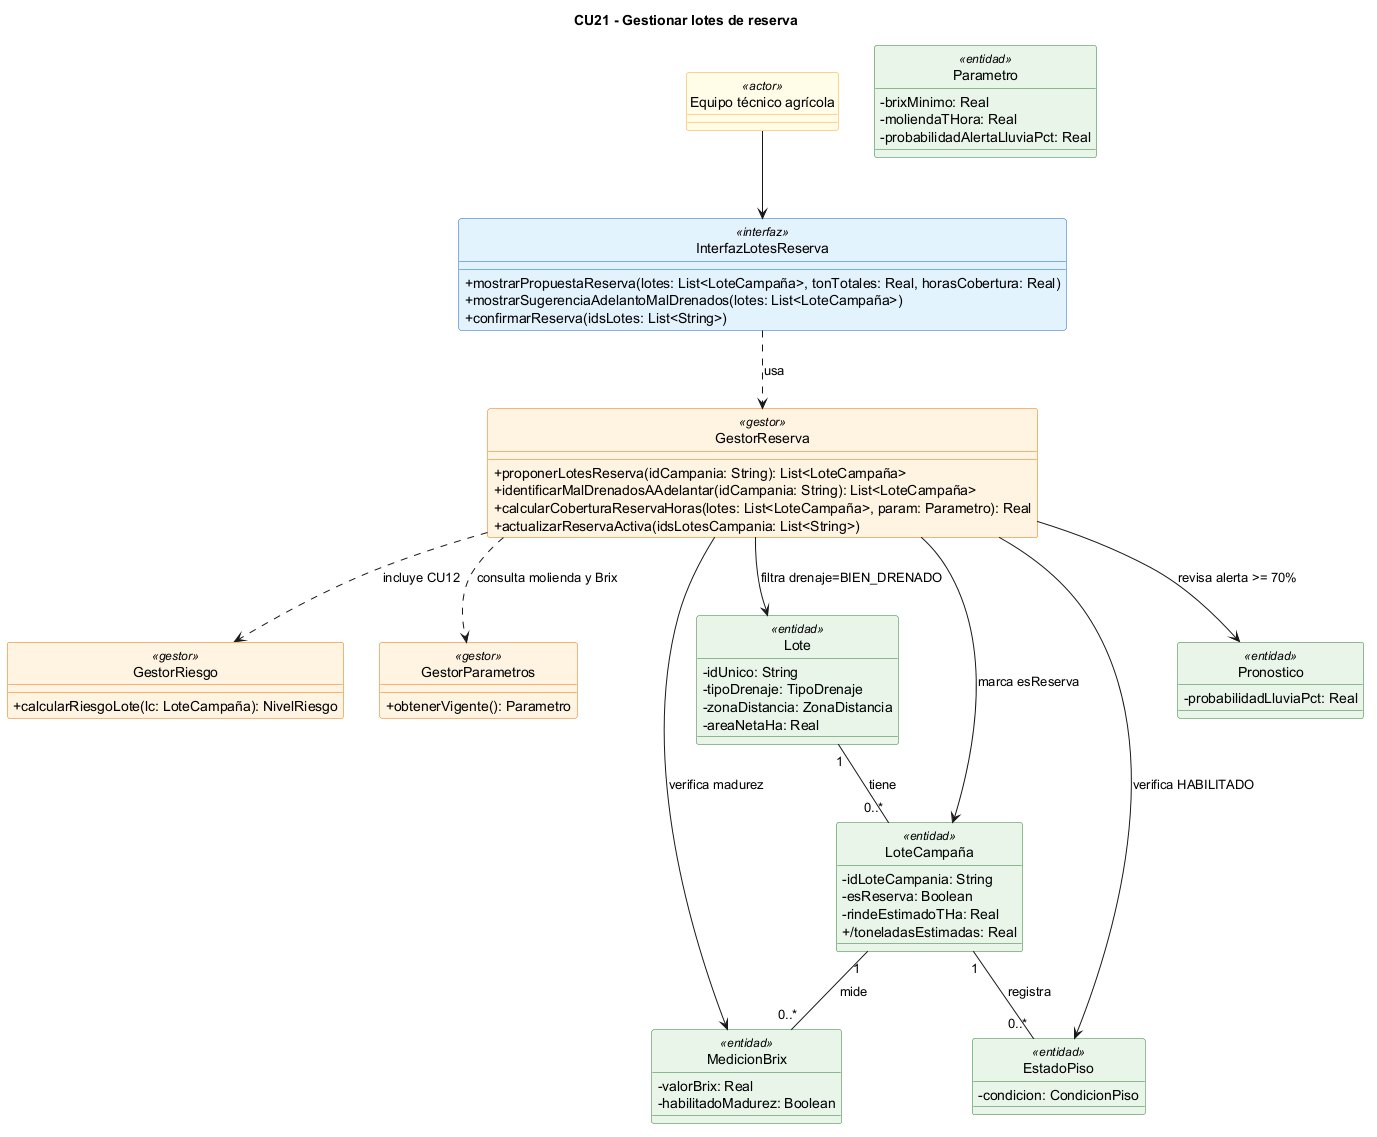 CU21 - Gestionar lotes de reserva
«actor»
Equipo técnico agrícola
«entidad»
Parametro
-brixMinimo: Real
-moliendaTHora: Real
-probabilidadAlertaLluviaPct: Real
«interfaz»
InterfazLotesReserva
+mostrarPropuestaReserva(lotes: List<LoteCampaña>, tonTotales: Real, horasCobertura: Real)
+mostrarSugerenciaAdelantoMalDrenados(lotes: List<LoteCampaña>)
+confirmarReserva(idsLotes: List<String>)
usa
«gestor»
GestorReserva
+proponerLotesReserva(idCampania: String): List<LoteCampaña>
+identificarMalDrenadosAAdelantar(idCampania: String): List<LoteCampaña>
+calcularCoberturaReservaHoras(lotes: List<LoteCampaña>, param: Parametro): Real
+actualizarReservaActiva(idsLotesCampania: List<String>)
incluye CU12
consulta molienda y Brix
filtra drenaje=BIEN_DRENADO
revisa alerta >= 70%
«gestor»
GestorRiesgo
+calcularRiesgoLote(lc: LoteCampaña): NivelRiesgo
«gestor»
GestorParametros
+obtenerVigente(): Parametro
«entidad»
Lote
-idUnico: String
-tipoDrenaje: TipoDrenaje
-zonaDistancia: ZonaDistancia
-areaNetaHa: Real
marca esReserva
«entidad»
Pronostico
-probabilidadLluviaPct: Real
verifica madurez
1
tiene
0..*
verifica HABILITADO
«entidad»
LoteCampaña
-idLoteCampania: String
-esReserva: Boolean
-rindeEstimadoTHa: Real
+/toneladasEstimadas: Real
1
mide
0..*
1
registra
0..*
«entidad»
MedicionBrix
-valorBrix: Real
-habilitadoMadurez: Boolean
«entidad»
EstadoPiso
-condicion: CondicionPiso